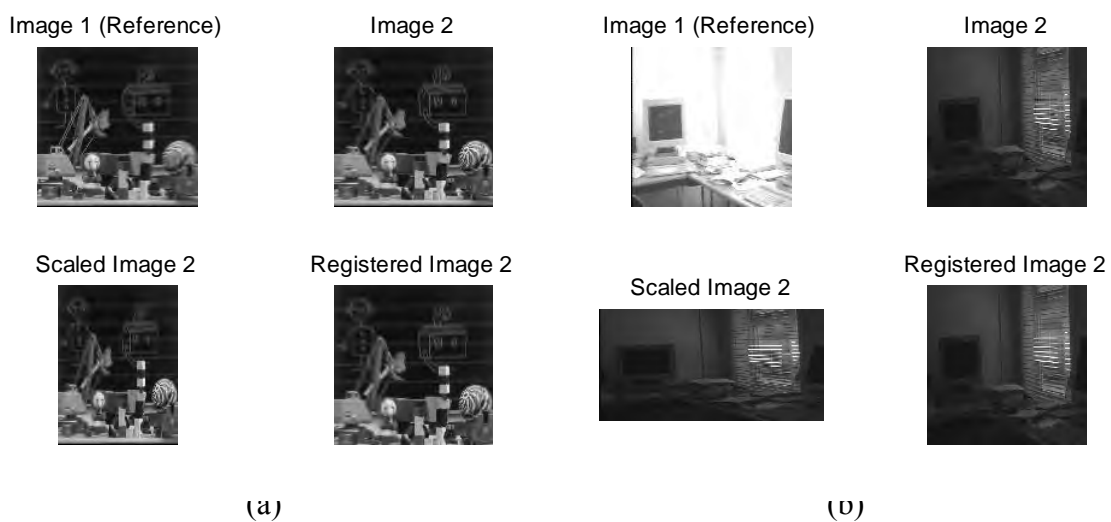 Image 1 (Reference) Image 2 Image 1 (Reference) Image 2
Scaled Image 2 Registered Image 2 Scaled Image 2 Registered Image 2
(a) (b)